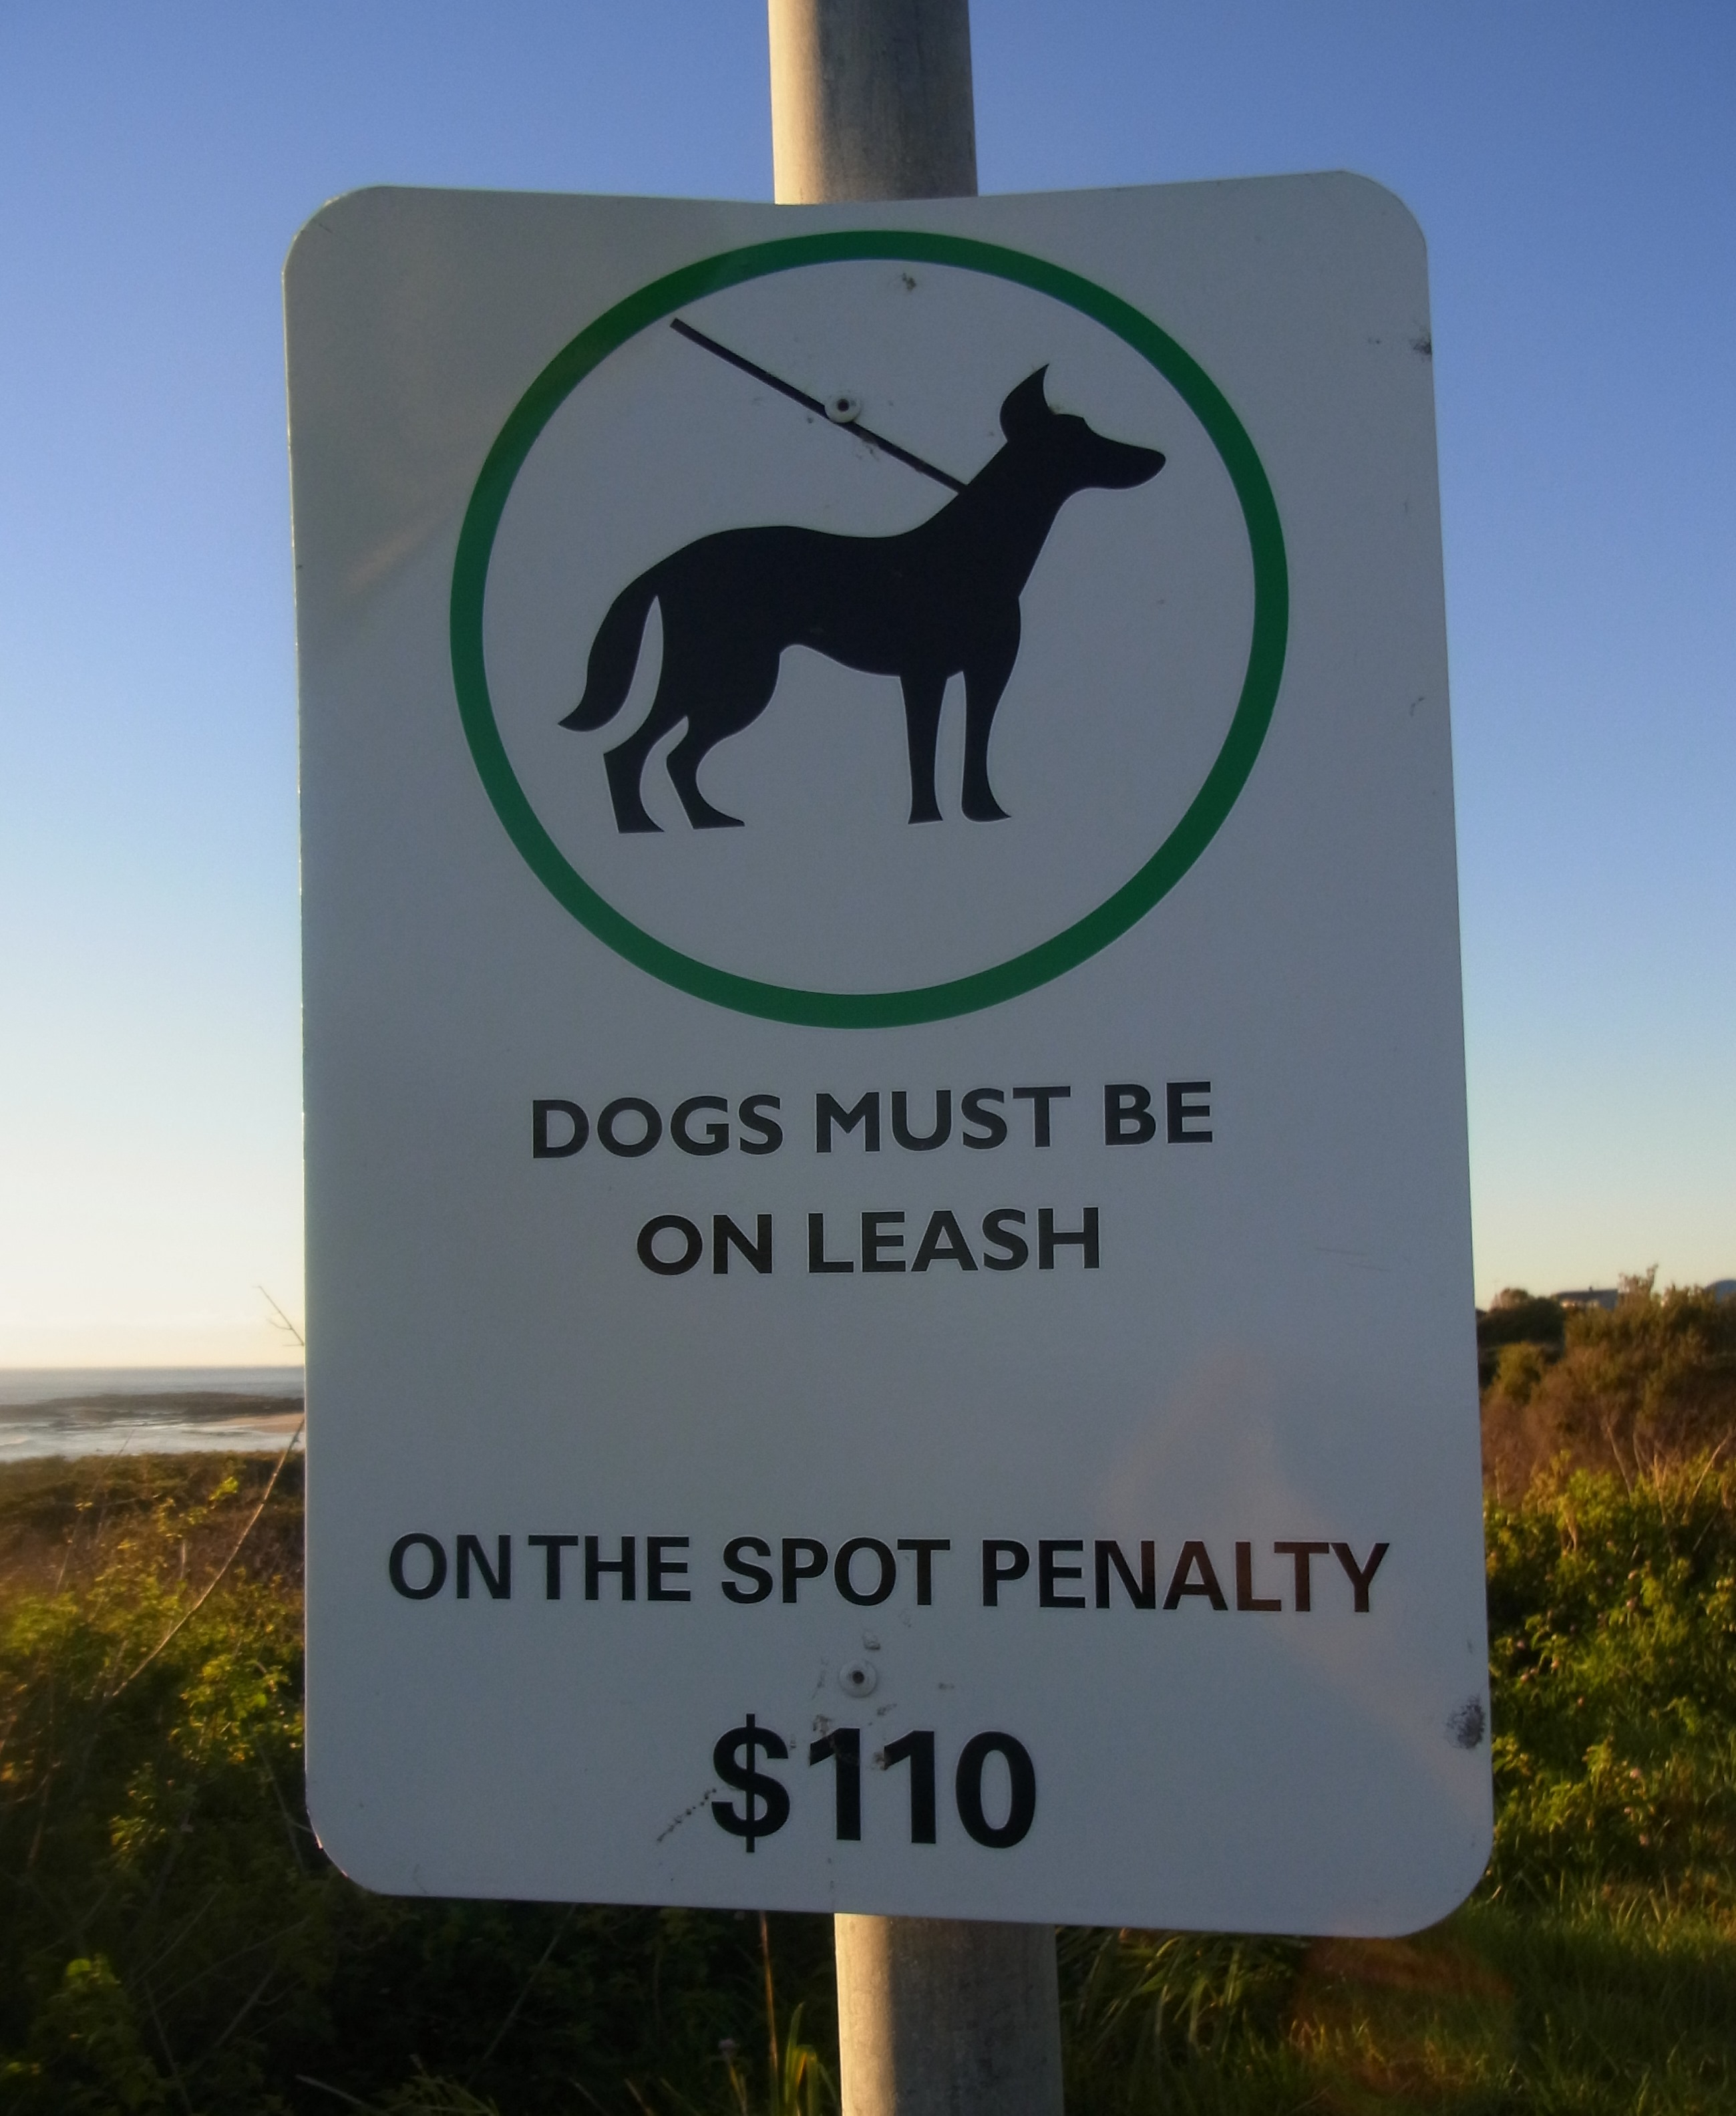 DOGS MUST BE
ON LEASH
ON THE SPOT PENALTY
$110